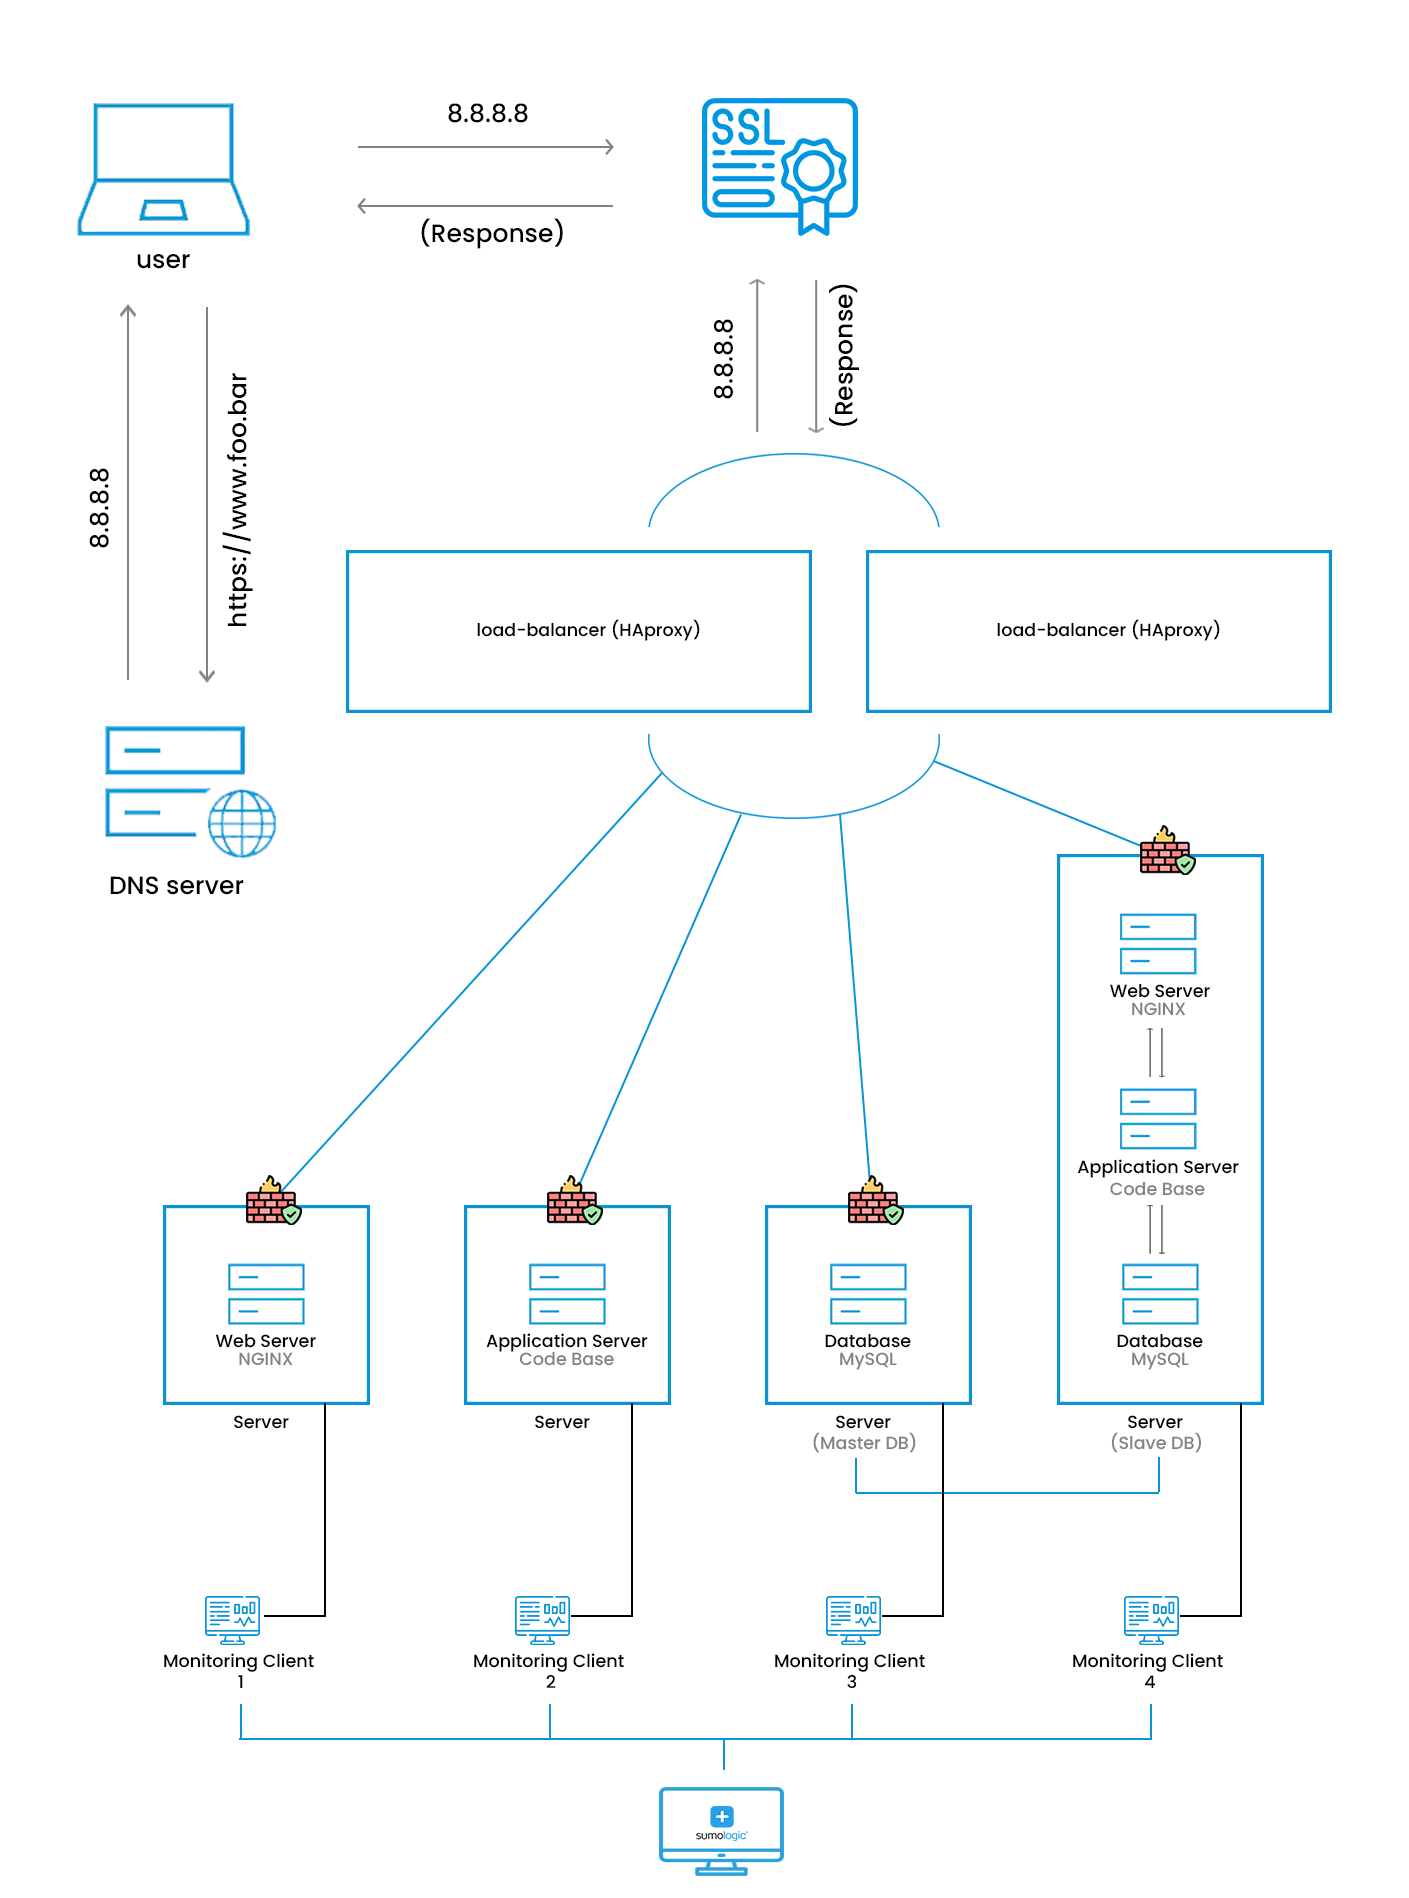 8.8.8.8
SSL
(Response)
user
8.8.8.8
(Response)
https://www.foo.bar
8.8.8.8
load-balancer (HAproxy)
load-balancer (HAproxy)
DNS server
Web Server
NGINX
Application Server
Code Base
Web Server
NGINX
Application Server
Code Base
Database
MySQL
Database
MySQL
Server
Server
Server
(Master DB)
Server
(Slave DB)
Monitoring Client
1
Monitoring Client
2
Monitoring Client
3
Monitoring Client
4
sumologic